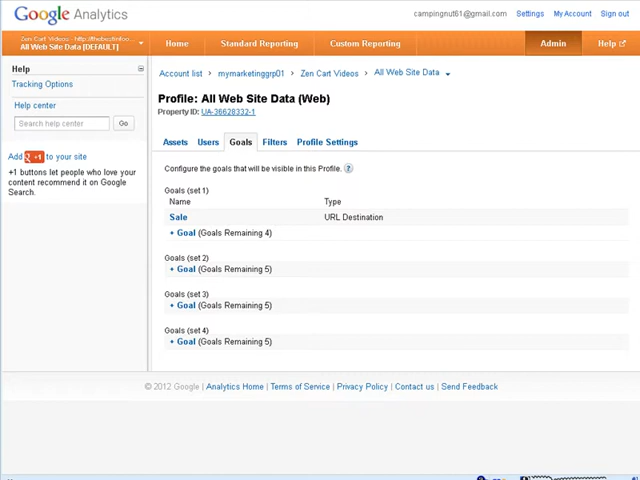 Google Analytics
campingnut61@gmail.com Settings My Account Sign out
Zen Cart Videos - http://thebestinfoo...
All Web Site Data [DEFAULT]
Home Standard Reporting Custom Reporting Admin Help
Help
Tracking Options
Help center
Search help center Go
Add +1 to your site
+1 buttons let people who love your
content recommend it on Google
Search.
Account list mymarketinggrp01 Zen Cart Videos All Web Site Data
Profile: All Web Site Data (Web)
Property ID: UA-36628332-1
Assets Users Goals Filters Profile Settings
Configure the goals that will be visible in this Profile. ?
Goals (set 1)
Name Type
Sale URL Destination
+ Goal (Goals Remaining 4)
Goals (set 2)
+ Goal (Goals Remaining 5)
Goals (set 3)
+ Goal (Goals Remaining 5)
Goals (set 4)
+ Goal (Goals Remaining 5)
© 2012 Google | Analytics Home | Terms of Service | Privacy Policy | Contact us | Send Feedback